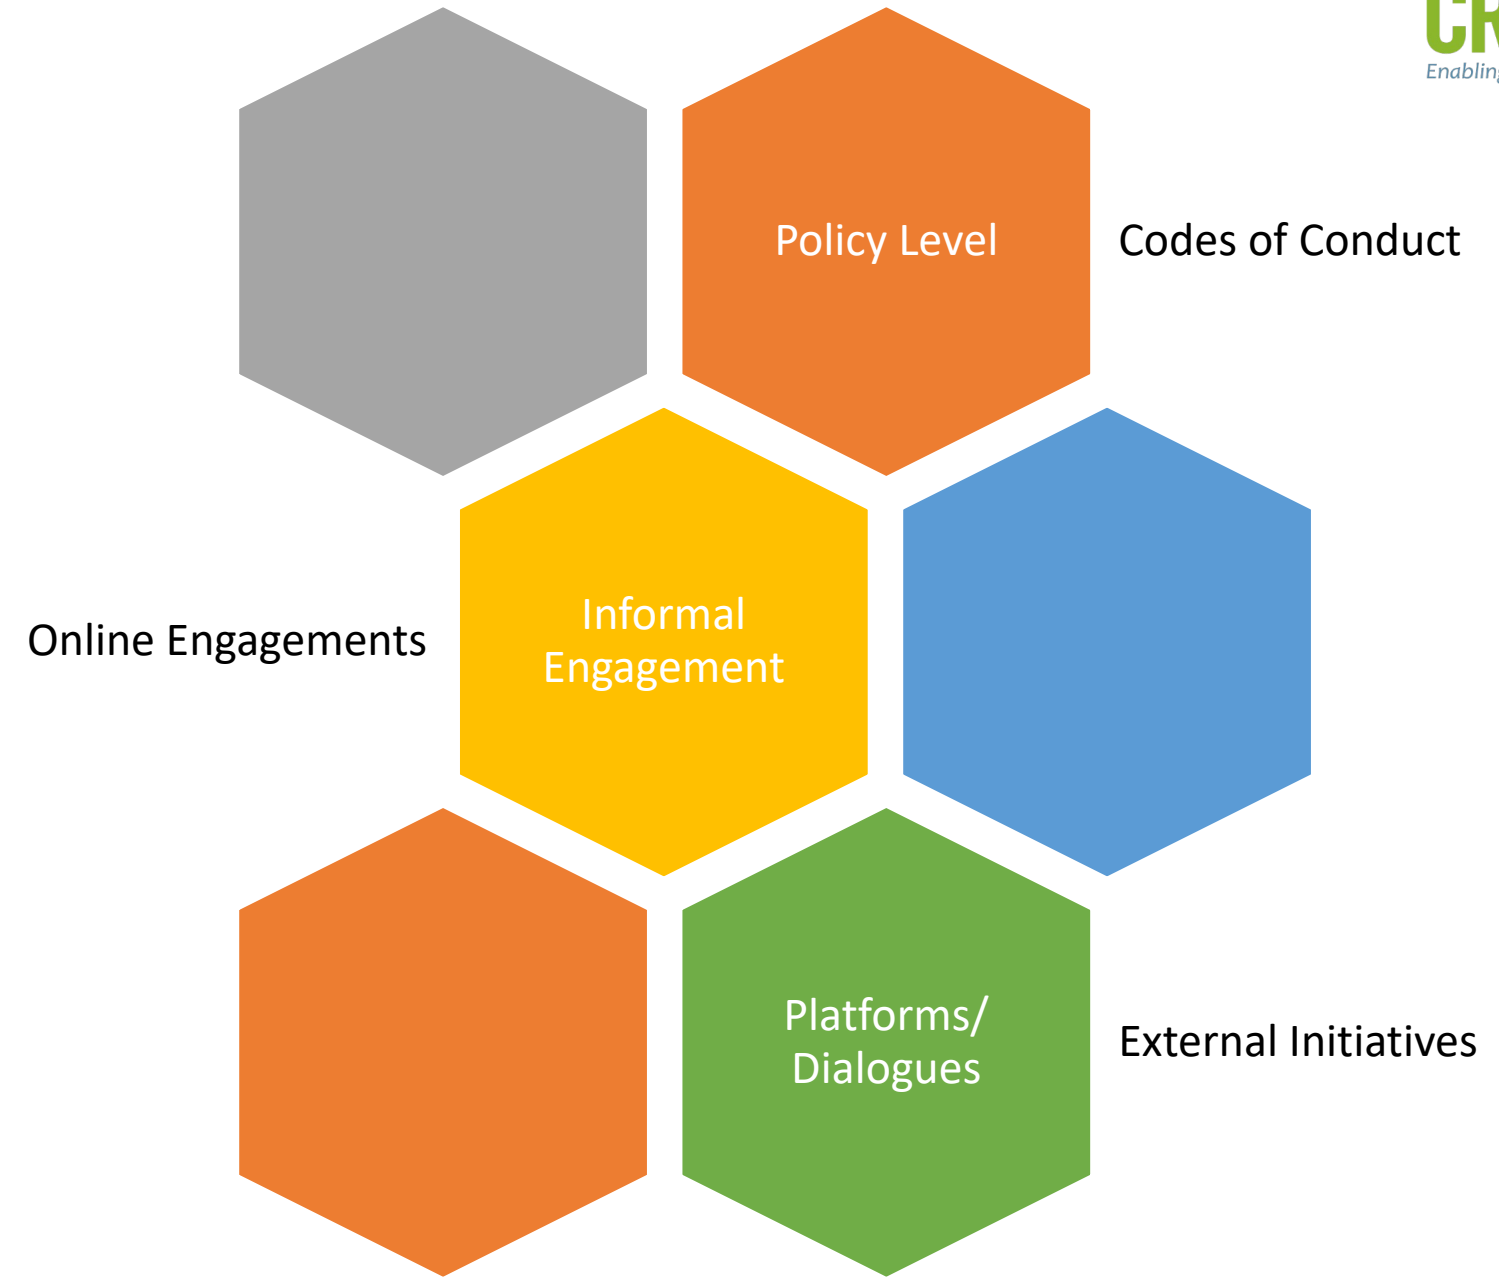 Policy Level
Codes of Conduct
Online Engagements
Informal
Engagement
Platforms/
Dialogues
External Initiatives